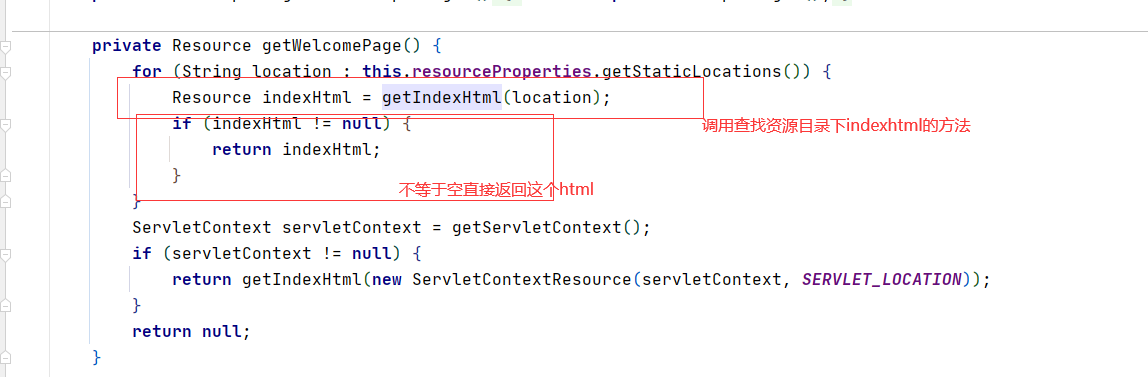 private Resource getWelcomePage() {
for (String location : this.resourceProperties.getStaticLocations()) {
Resource indexHtml = getIndexHtml(location);
调用查找资源目录下indexhtml的方法
if (indexHtml != null) {
return indexHtml;
}
不等于空直接返回这个html
}
ServletContext servletContext = getServletContext();
if (servletContext != null) {
return getIndexHtml(new ServletContextResource(servletContext, SERVLET_LOCATION));
}
return null;
}